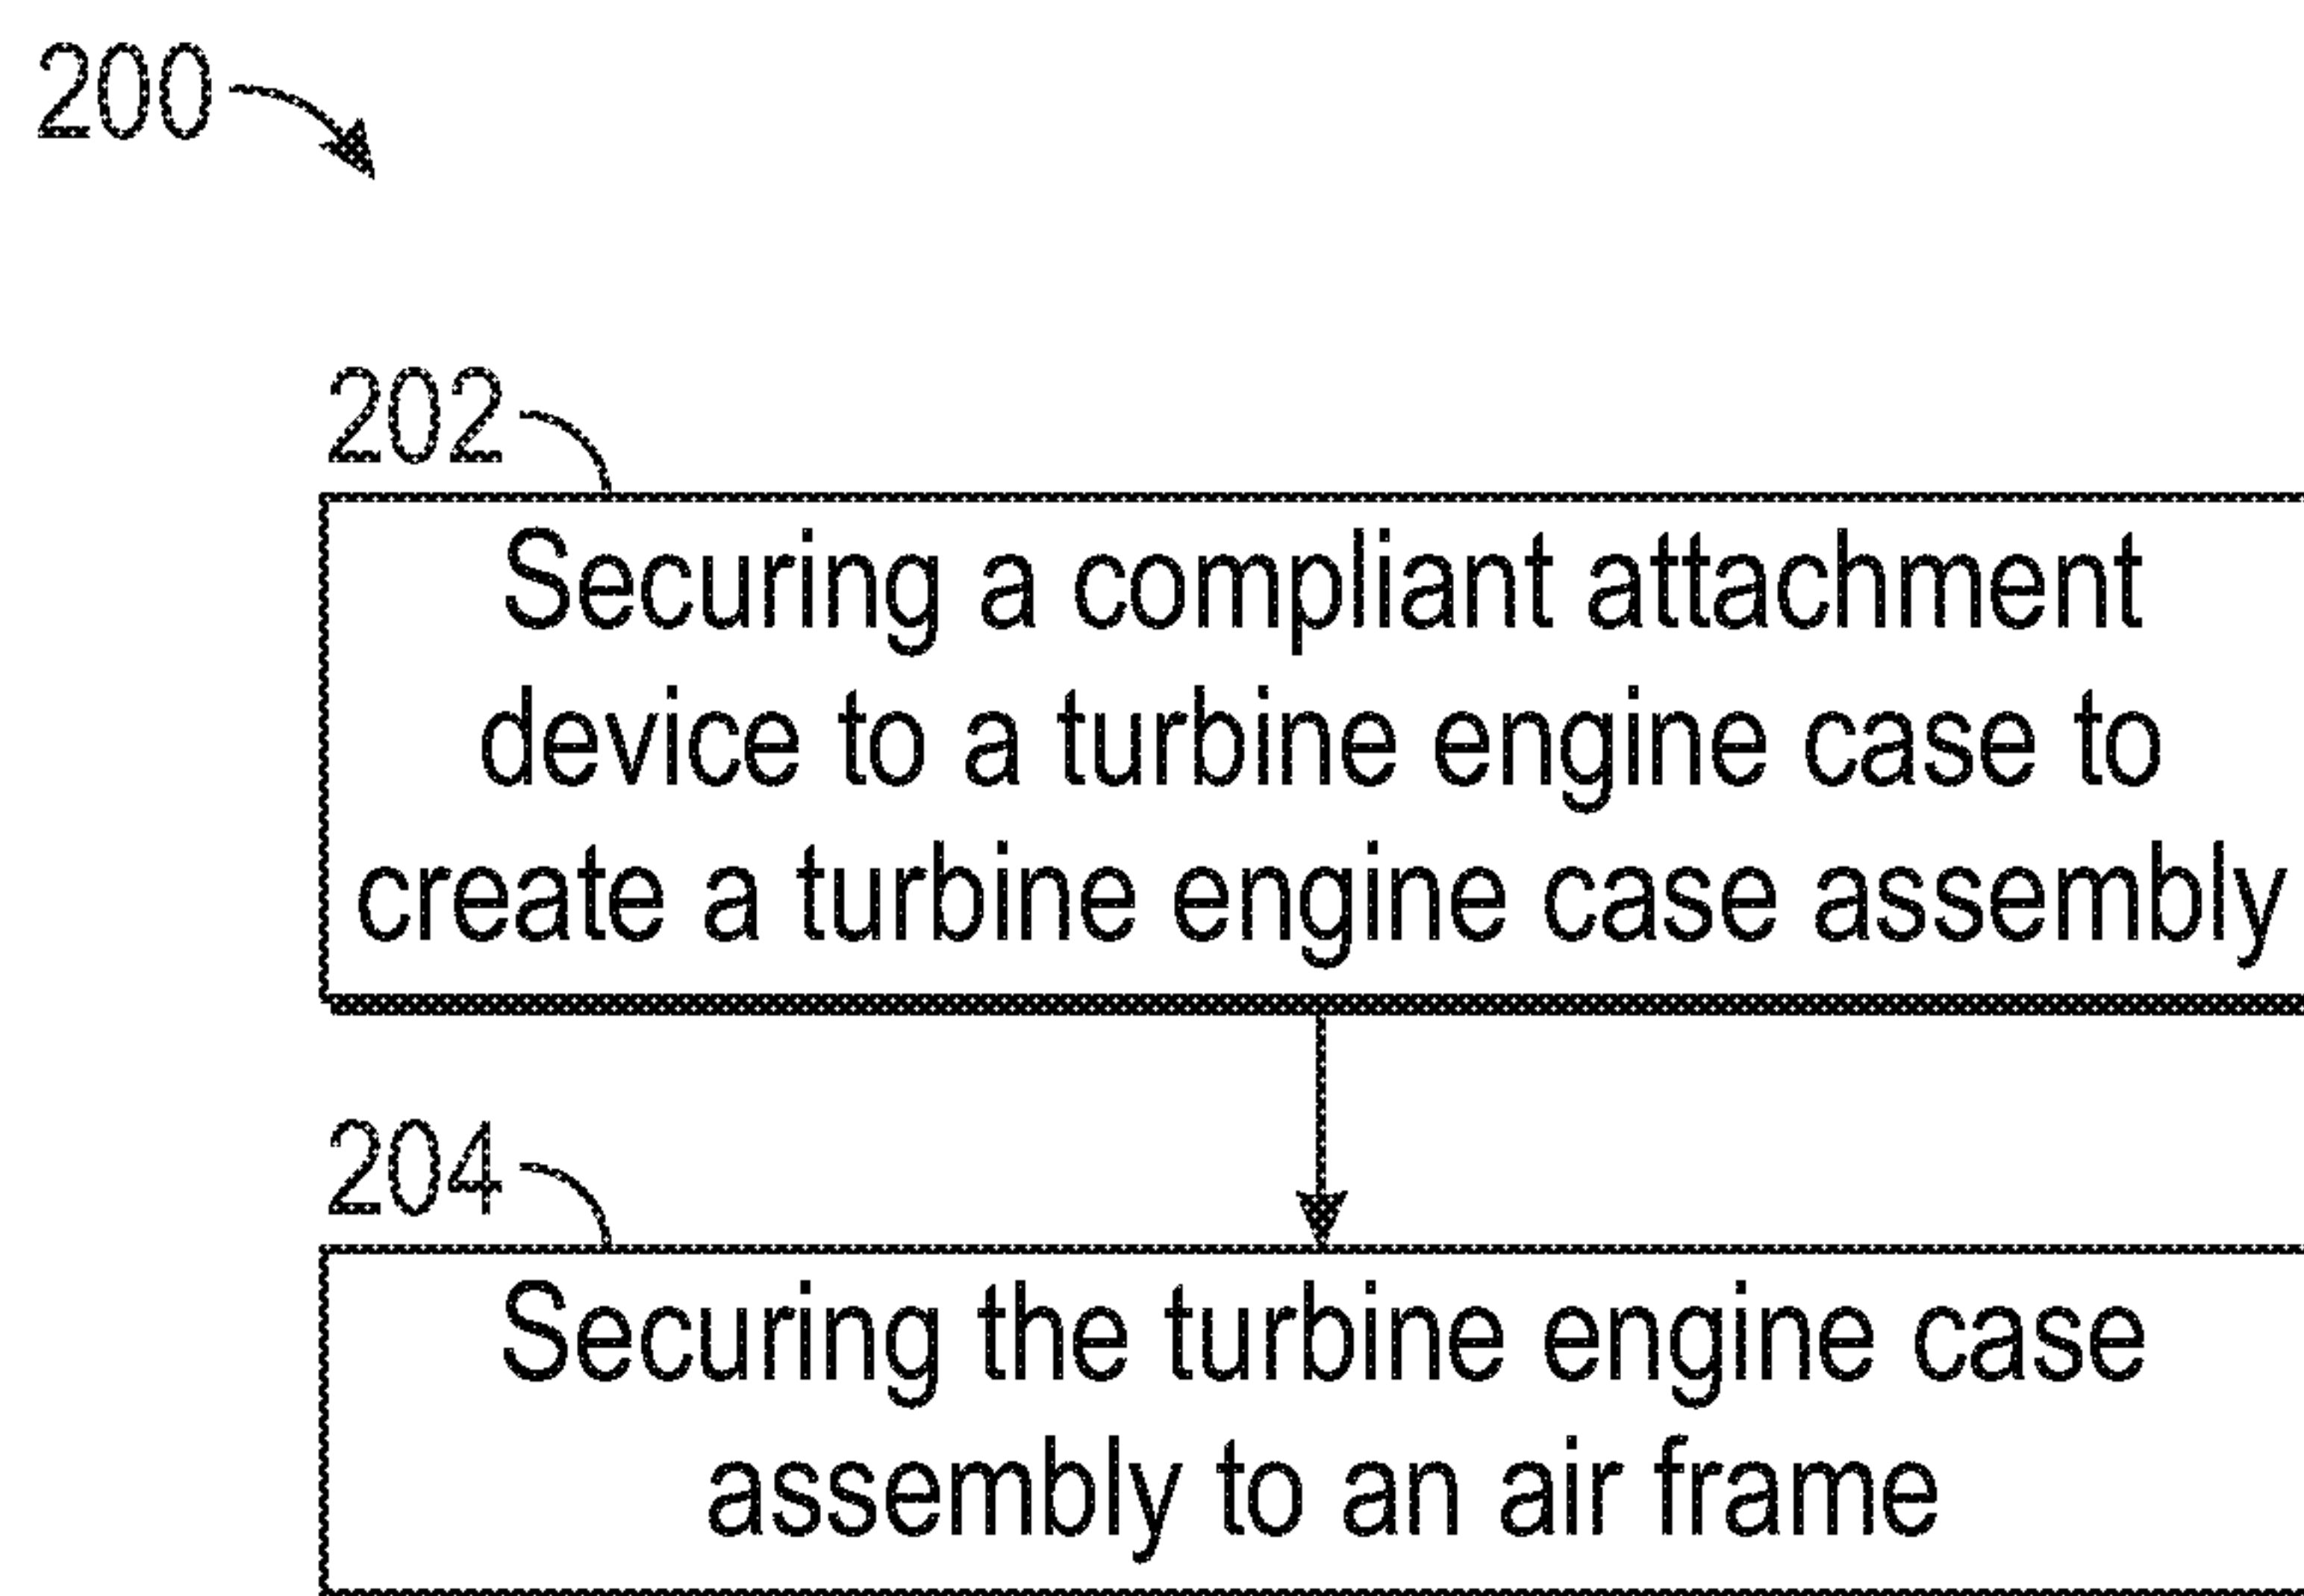 200
202
Securing a compliant attachment
device to a turbine engine case to
create a turbine engine case assembly
204
Securing the turbine engine case
assembly to an air frame